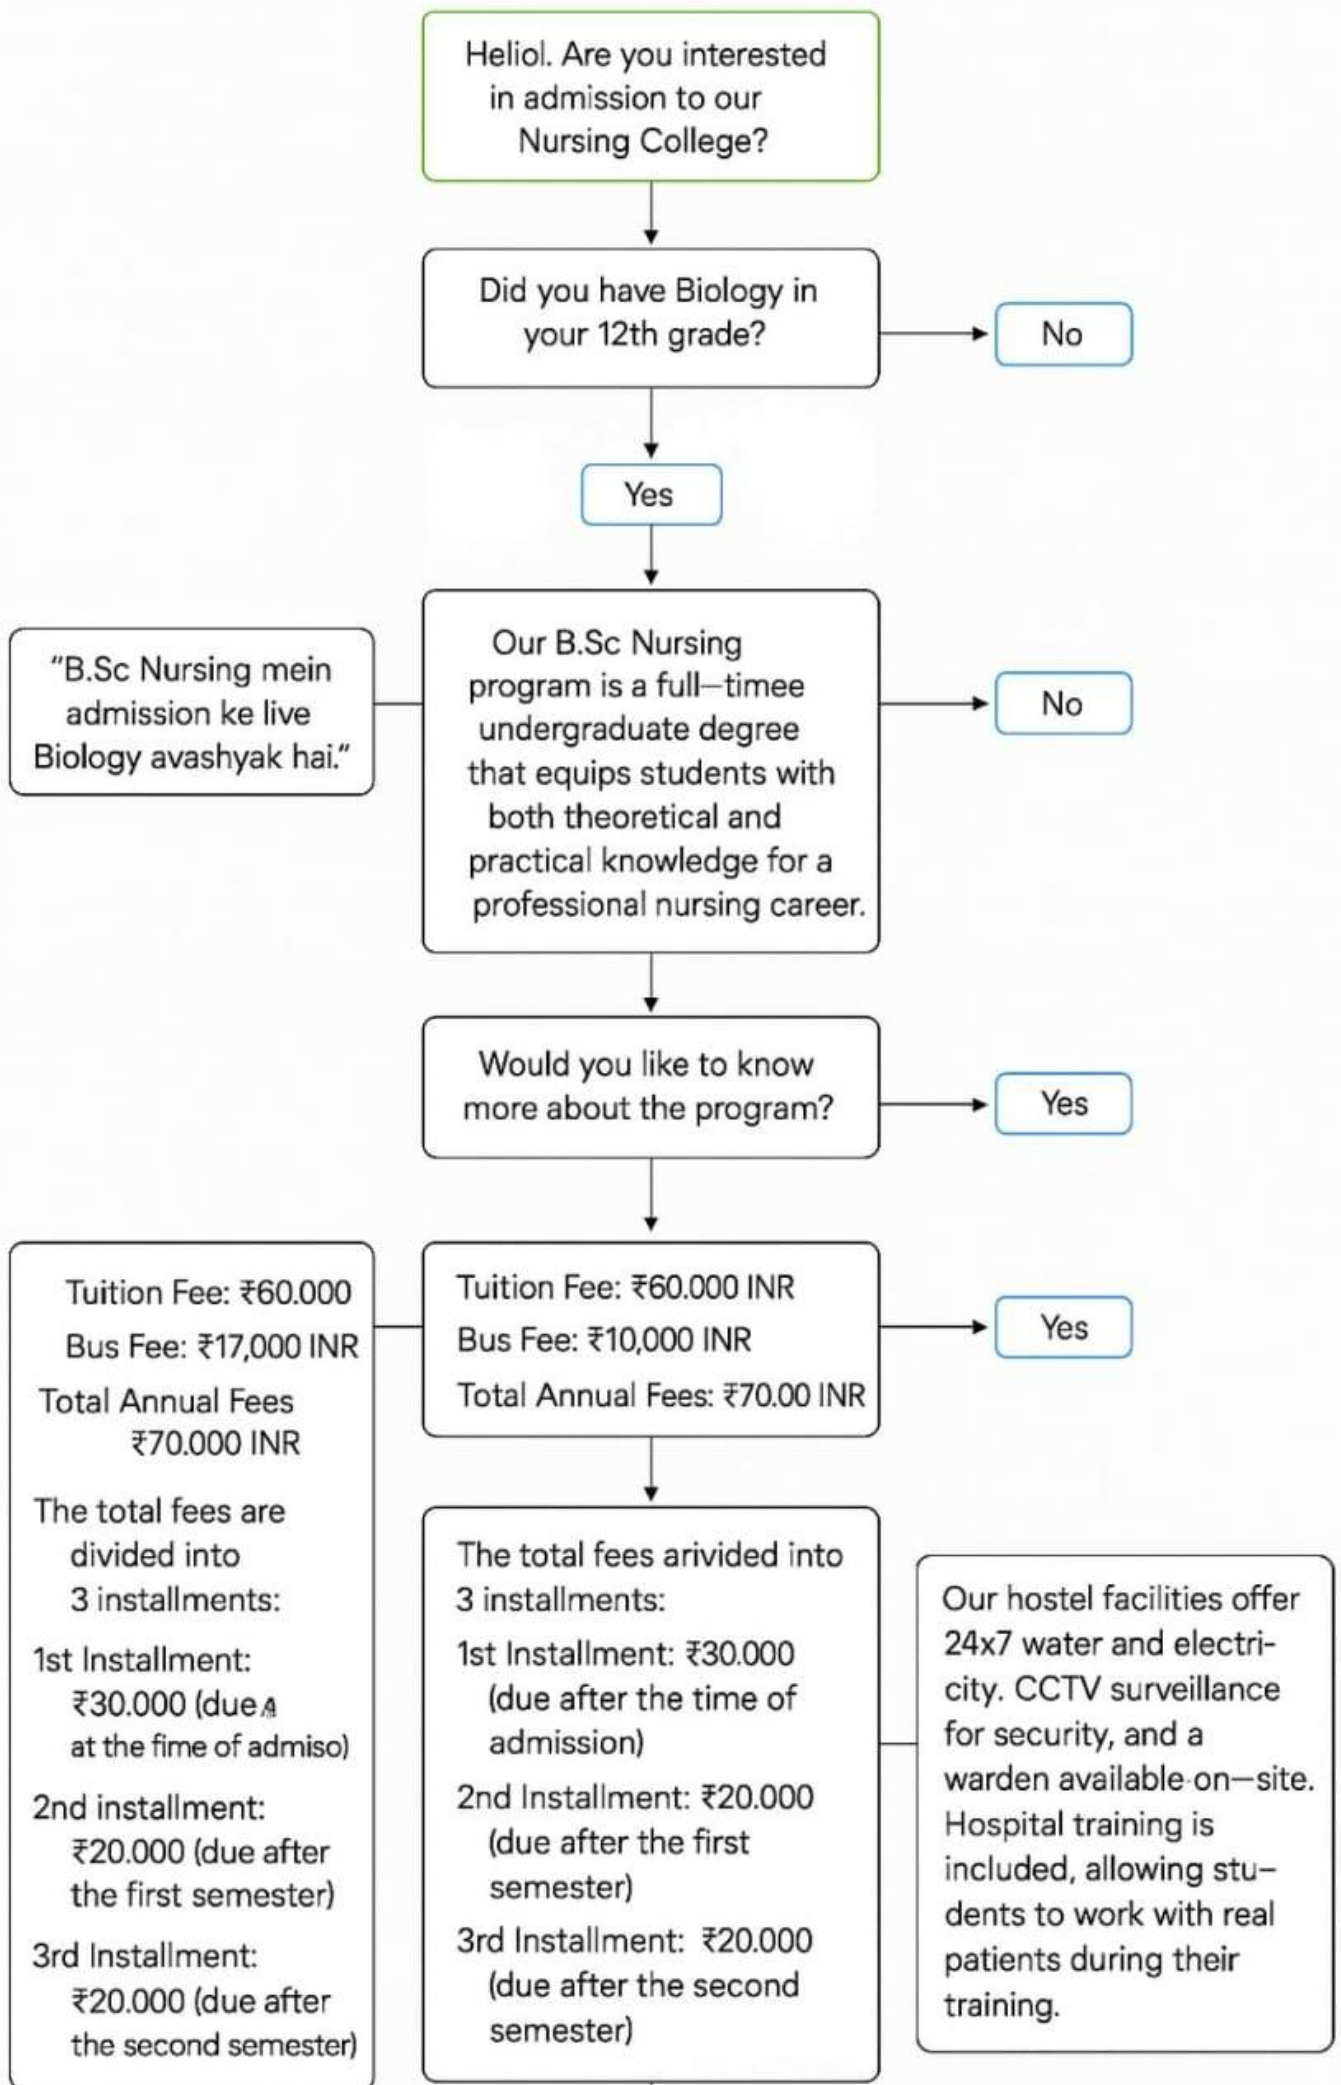 Heliol. Are you interested
in admission to our
Nursing College?
Did you have Biology in
your 12th grade?
No
Yes
"B.Sc Nursing mein
admission ke live
Biology avashyak hai."
Our B.Sc Nursing
program is a full–timee
undergraduate degree
that equips students with
both theoretical and
practical knowledge for a
professional nursing career.
No
Would you like to know
more about the program?
Yes
Tuition Fee: ₹60.000
Bus Fee: ₹17,000 INR
Total Annual Fees
₹70.000 INR
The total fees are
divided into
3 installments:
1st Installment:
₹30.000 (due
at the fime of admiso)
2nd installment:
₹20.000 (due after
the first semester)
3rd Installment:
₹20.000 (due after
the second semester)
Tuition Fee: ₹60.000 INR
Bus Fee: ₹10,000 INR
Total Annual Fees: ₹70.00 INR
Yes
The total fees arivided into
3 installments:
1st Installment: ₹30.000
(due after the time of
admission)
2nd Installment: ₹20.000
(due after the first
semester)
3rd Installment: ₹20.000
(due after the second
semester)
Our hostel facilities offer
24x7 water and electri-
city. CCTV surveillance
for security, and a
warden available on–site.
Hospital training is
included, allowing stu–
dents to work with real
patients during their
training.